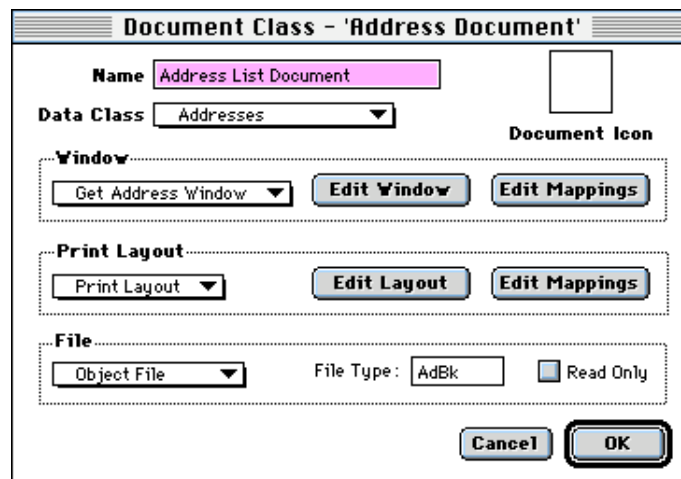 Document Class - 'Address Document'
Name Address List Document
Data Class Addresses
Document Icon
Window
Get Address Window Edit Window Edit Mappings
Print Layout
Print Layout Edit Layout Edit Mappings
File
Object File File Type: AdBk Read Only
Cancel OK